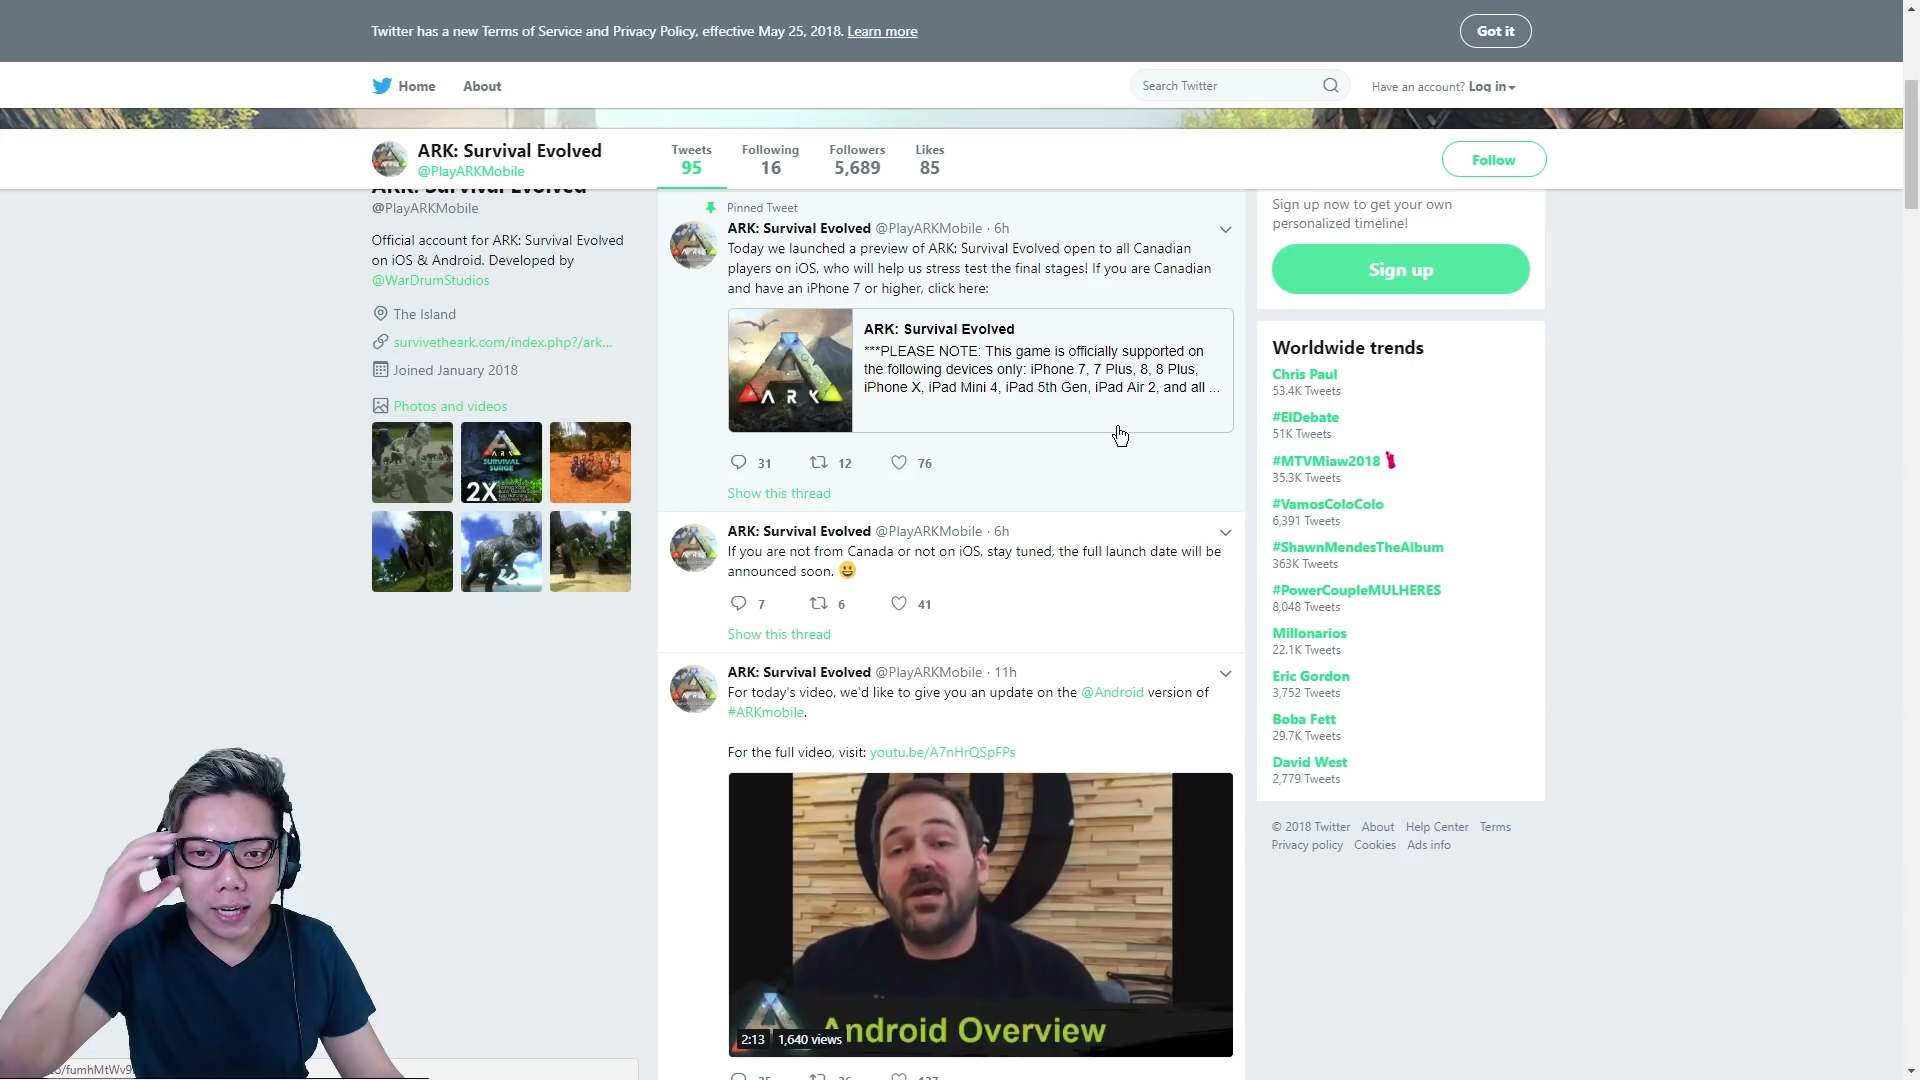 Twitter has a new Terms of Service and Privacy Policy, effective May 25, 2018. Learn more
Got it
Home
About
Search Twitter
Have an account? Log in
ARK: Survival Evolved
@PlayARKMobile
Tweets
95
Following
16
Followers
5,689
Likes
85
Follow
ARK: Survival Evolved
@PlayARKMobile
Official account for ARK: Survival Evolved
on iOS & Android. Developed by
@WarDrumStudios
The Island
survivetheark.com/index.php?/ark...
Joined January 2018
Photos and videos
ARK
SURVIVAL
SURGE
2X
Pinned Tweet
ARK: Survival Evolved @PlayARKMobile · 6h
Today we launched a preview of ARK: Survival Evolved open to all Canadian
players on iOS, who will help us stress test the final stages! If you are Canadian
and have an iPhone 7 or higher, click here:
ARK
ARK: Survival Evolved
***PLEASE NOTE: This game is officially supported on
the following devices only: iPhone 7, 7 Plus, 8, 8 Plus,
iPhone X, iPad Mini 4, iPad 5th Gen, iPad Air 2, and all ...
31
12
76
Show this thread
ARK: Survival Evolved @PlayARKMobile · 6h
If you are not from Canada or not on iOS, stay tuned, the full launch date will be
announced soon. 😀
7
6
41
Show this thread
ARK: Survival Evolved @PlayARKMobile · 11h
For today's video, we'd like to give you an update on the @Android version of
#ARKmobile.
For the full video, visit: youtu.be/A7nHrQSpFPs
Android Overview
2:13
1,640 views
Sign up now to get your own
personalized timeline!
Sign up
Worldwide trends
Chris Paul
53.4K Tweets
#ElDebate
51K Tweets
#MTVMiaw2018
35.3K Tweets
#VamosColoColo
6,391 Tweets
#ShawnMendesTheAlbum
363K Tweets
#PowerCoupleMULHERES
8,048 Tweets
Millonarios
22.1K Tweets
Eric Gordon
3,752 Tweets
Boba Fett
29.7K Tweets
David West
2,779 Tweets
© 2018 Twitter About Help Center Terms
Privacy policy Cookies Ads info
/fumhMtWv9